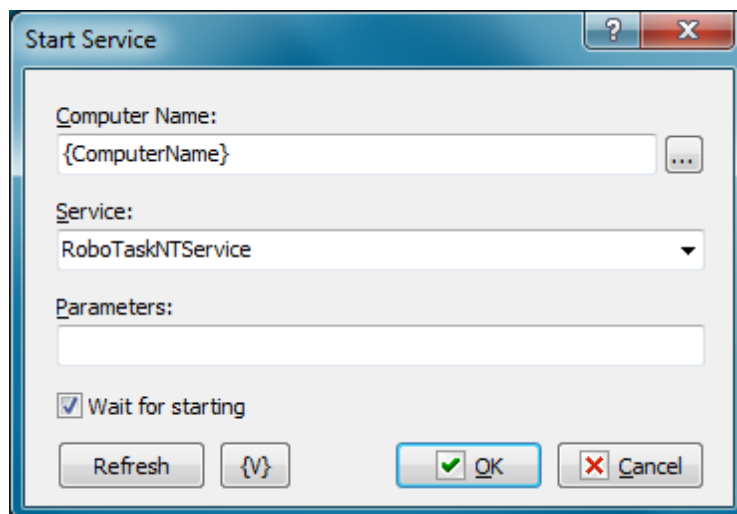 Start Service
?
Computer Name:
{ComputerName}
...
Service:
RoboTaskNTService
Parameters:
Wait for starting
Refresh {V} OK Cancel